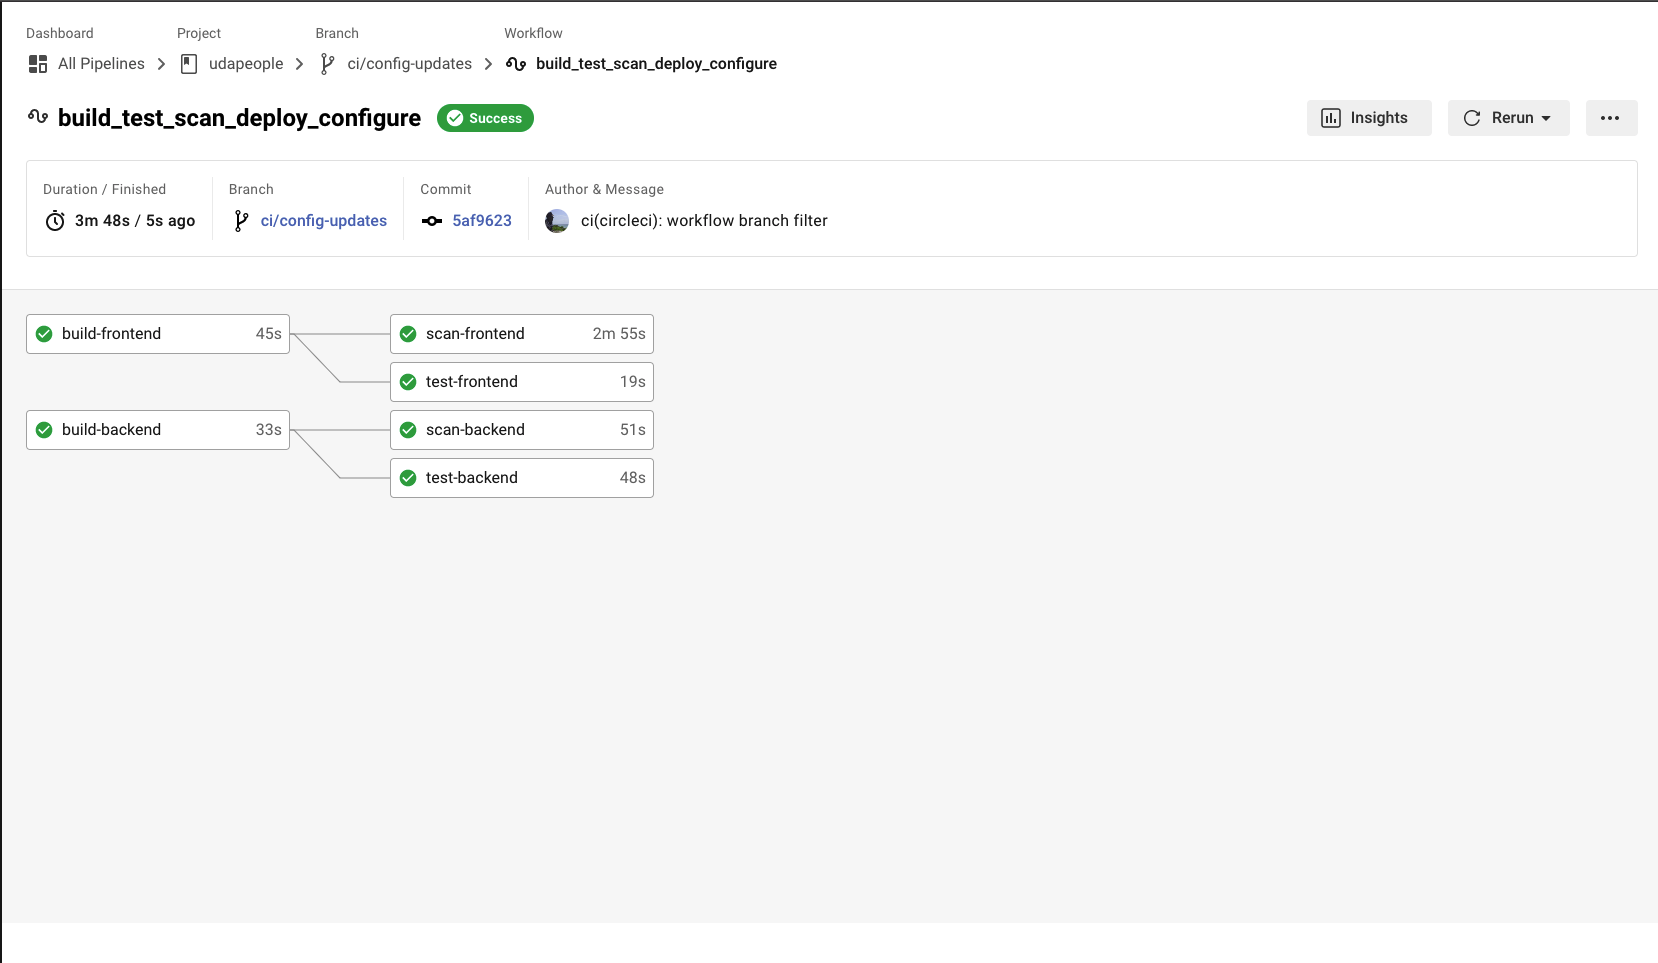 Dashboard Project Branch Workflow
All Pipelines udapeople ci/config-updates build_test_scan_deploy_configure
build_test_scan_deploy_configure Success Insights Rerun
Duration / Finished Branch Commit Author & Message
3m 48s / 5s ago ci/config-updates 5af9623 ci(circleci): workflow branch filter
build-frontend 45s scan-frontend 2m 55s
test-frontend 19s
build-backend 33s scan-backend 51s
test-backend 48s